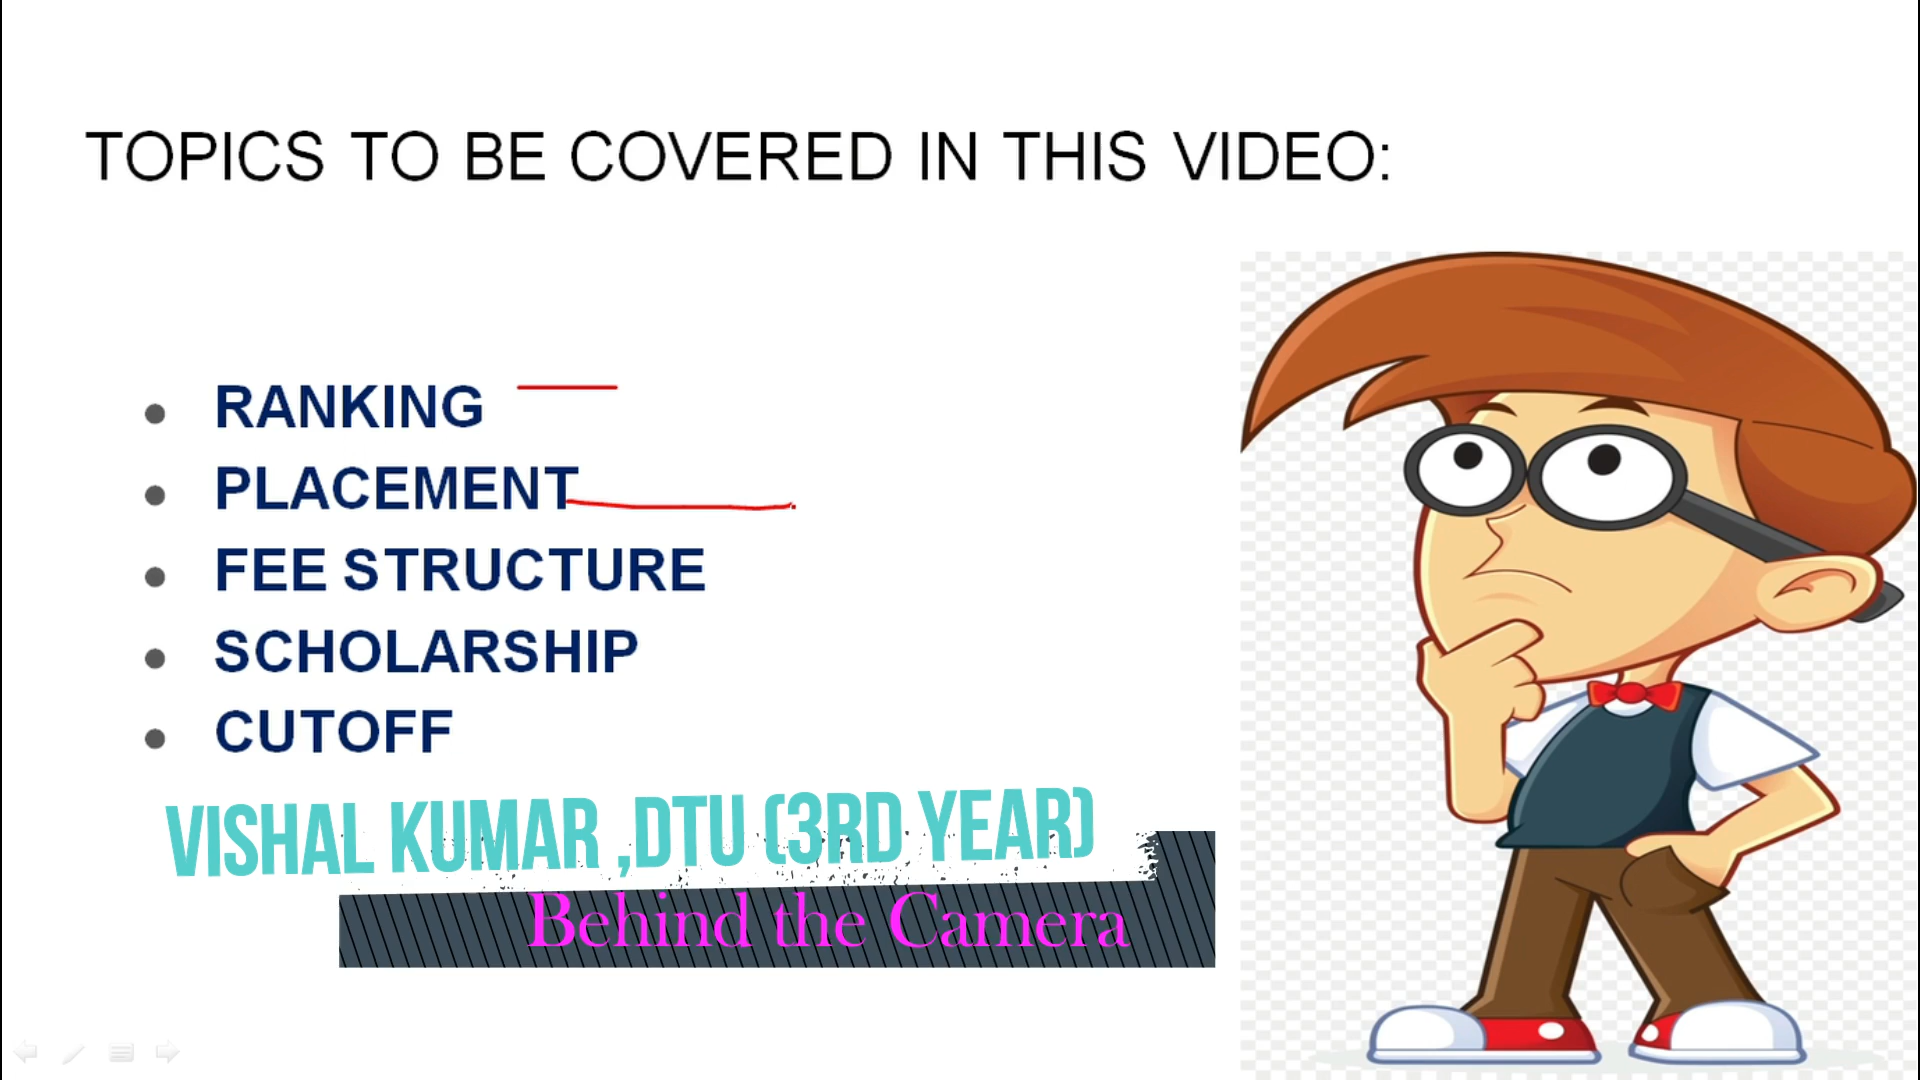 TOPICS TO BE COVERED IN THIS VIDEO:
RANKING
PLACEMENT
FEE STRUCTURE
SCHOLARSHIP
CUTOFF
VISHAL KUMAR ,DTU (3RD YEAR)
Behind the Camera